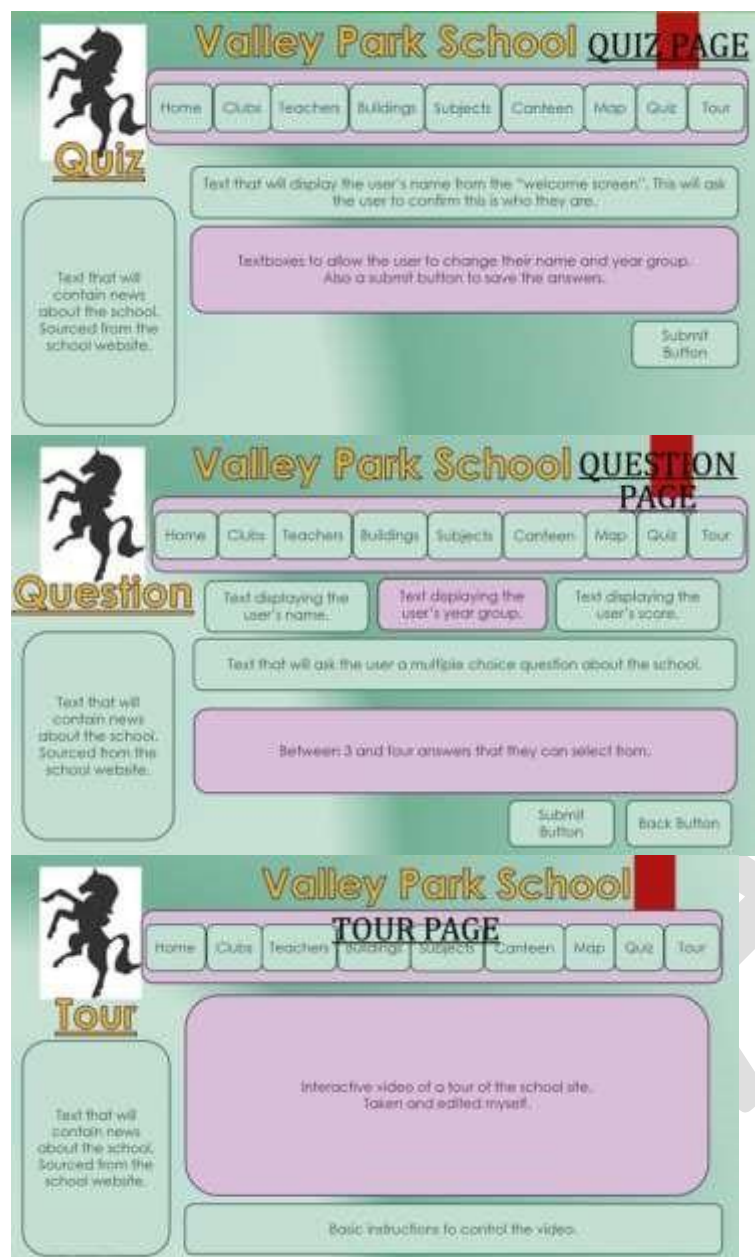 Valley Park School QUIZ PAGE
Home Clubs Teachers Buildings Subjects Canteen Map Quiz Tour
Quiz
Text that will display the user's name from the "welcome screen". This will ask
the user to confirm this is who they are.
Text that will
contain news
about the school.
Sourced from the
school website.
Textboxes to allow the user to change their name and year group.
Also a submit button to save the answers.
Submit
Button
Valley Park School QUESTION
PAGE
Home Clubs Teachers Buildings Subjects Canteen Map Quiz Tour
Question
Text displaying the
user's name.
Text displaying the
user's year group.
Text displaying the
user's score.
Text that will ask the user a multiple choice question about the school.
Text that will
contain news
about the school.
Sourced from the
school website.
Between 3 and four answers that they can select from.
Submit
Button
Back Button
Valley Park School
TOUR PAGE
Home Clubs Teachers Buildings Subjects Canteen Map Quiz Tour
Tour
Interactive video of a tour of the school site.
Taken and edited myself.
Text that will
contain news
about the school.
Sourced from the
school website.
Basic instructions to control the video.